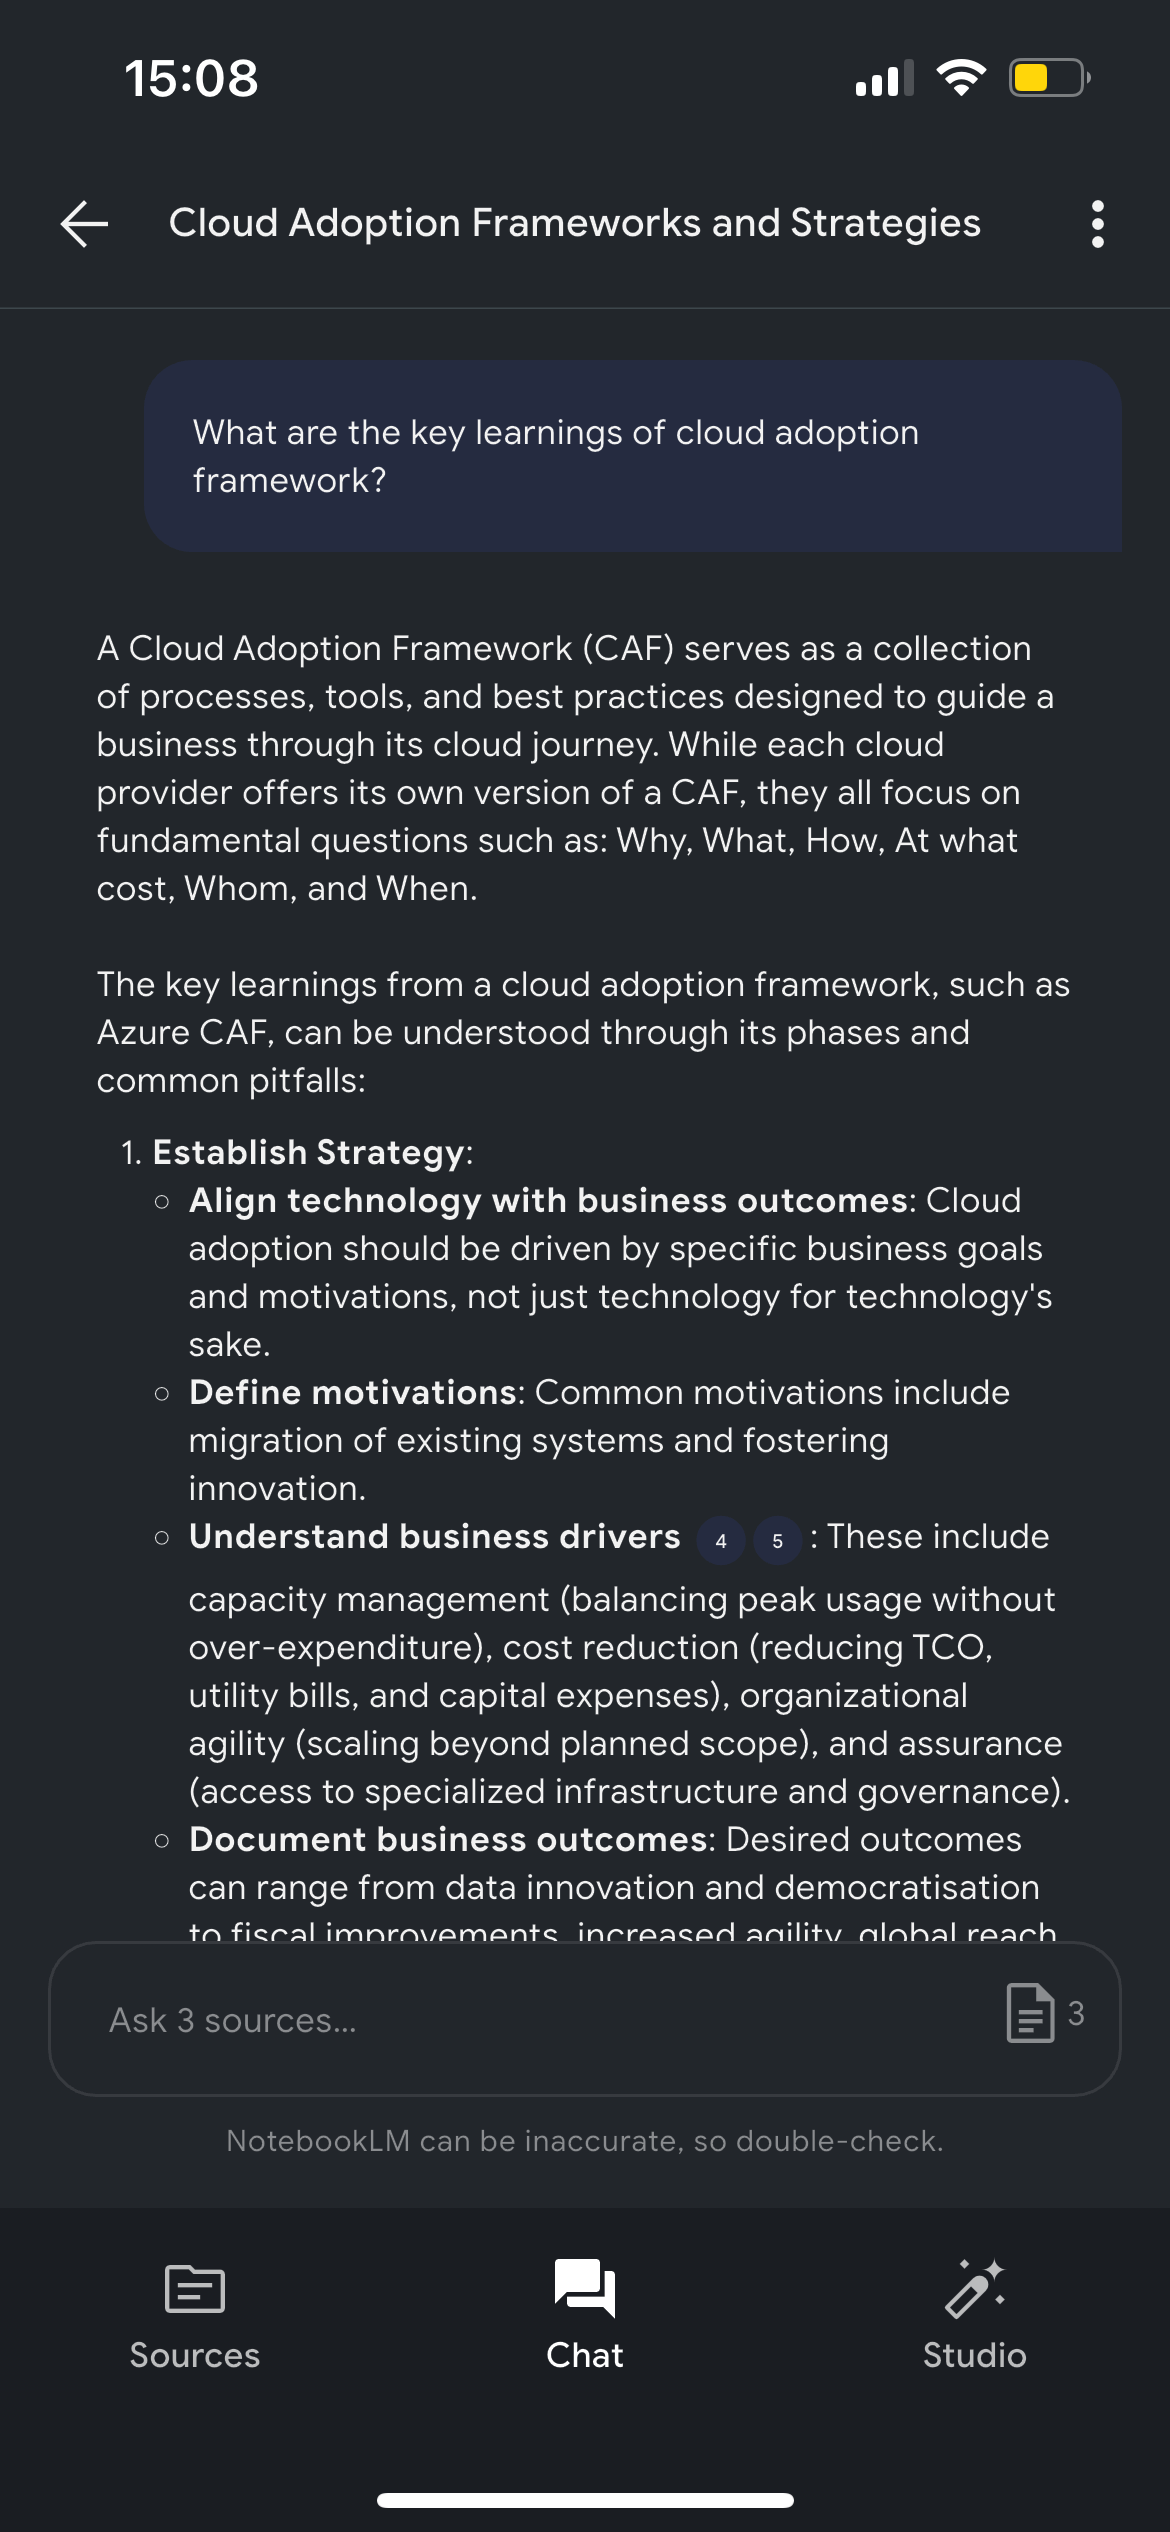 15:08
Cloud Adoption Frameworks and Strategies
What are the key learnings of cloud adoption
framework?
A Cloud Adoption Framework (CAF) serves as a collection
of processes, tools, and best practices designed to guide a
business through its cloud journey. While each cloud
provider offers its own version of a CAF, they all focus on
fundamental questions such as: Why, What, How, At what
cost, Whom, and When.
The key learnings from a cloud adoption framework, such as
Azure CAF, can be understood through its phases and
common pitfalls:
1. Establish Strategy:
○ Align technology with business outcomes: Cloud
adoption should be driven by specific business goals
and motivations, not just technology for technology's
sake.
○ Define motivations: Common motivations include
migration of existing systems and fostering
innovation.
○ Understand business drivers 4 5 : These include
capacity management (balancing peak usage without
over-expenditure), cost reduction (reducing TCO,
utility bills, and capital expenses), organizational
agility (scaling beyond planned scope), and assurance
(access to specialized infrastructure and governance).
○ Document business outcomes: Desired outcomes
can range from data innovation and democratisation
to fiscal improvements, increased agility, global reach
Ask 3 sources...
3
NotebookLM can be inaccurate, so double-check.
Sources
Chat
Studio